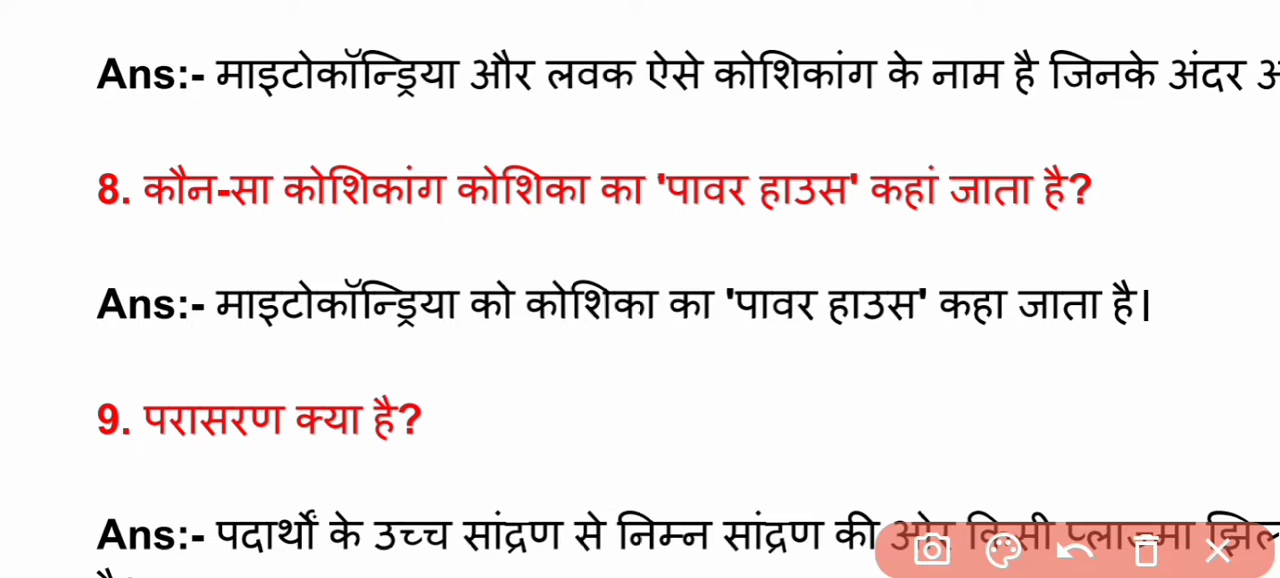 Ans:- माइटोकॉन्ड्रिया और लवक ऐसे कोशिकांग के नाम है जिनके अंदर
8. कौन-सा कोशिकांग कोशिका का 'पावर हाउस' कहां जाता है?
Ans:- माइटोकॉन्ड्रिया को कोशिका का 'पावर हाउस' कहा जाता है।
9. परासरण क्या है?
Ans:- पदार्थों के उच्च सांद्रण से निम्न सांद्रण की ओर किसी प्लाज्मा